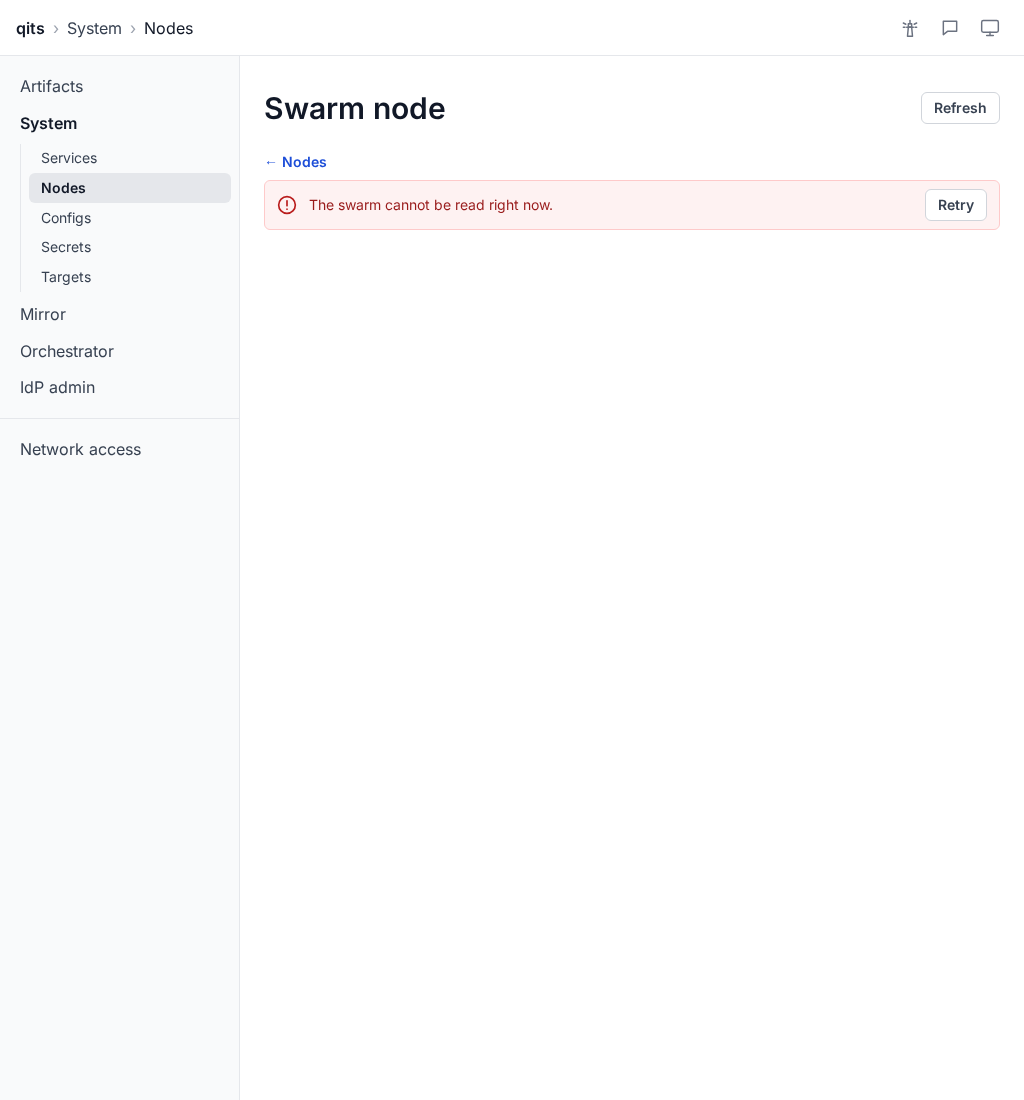 qits › System › Nodes
Artifacts
System
Services
Nodes
Configs
Secrets
Targets
Mirror
Orchestrator
IdP admin
Network access
Swarm node
Refresh
← Nodes
The swarm cannot be read right now.
Retry